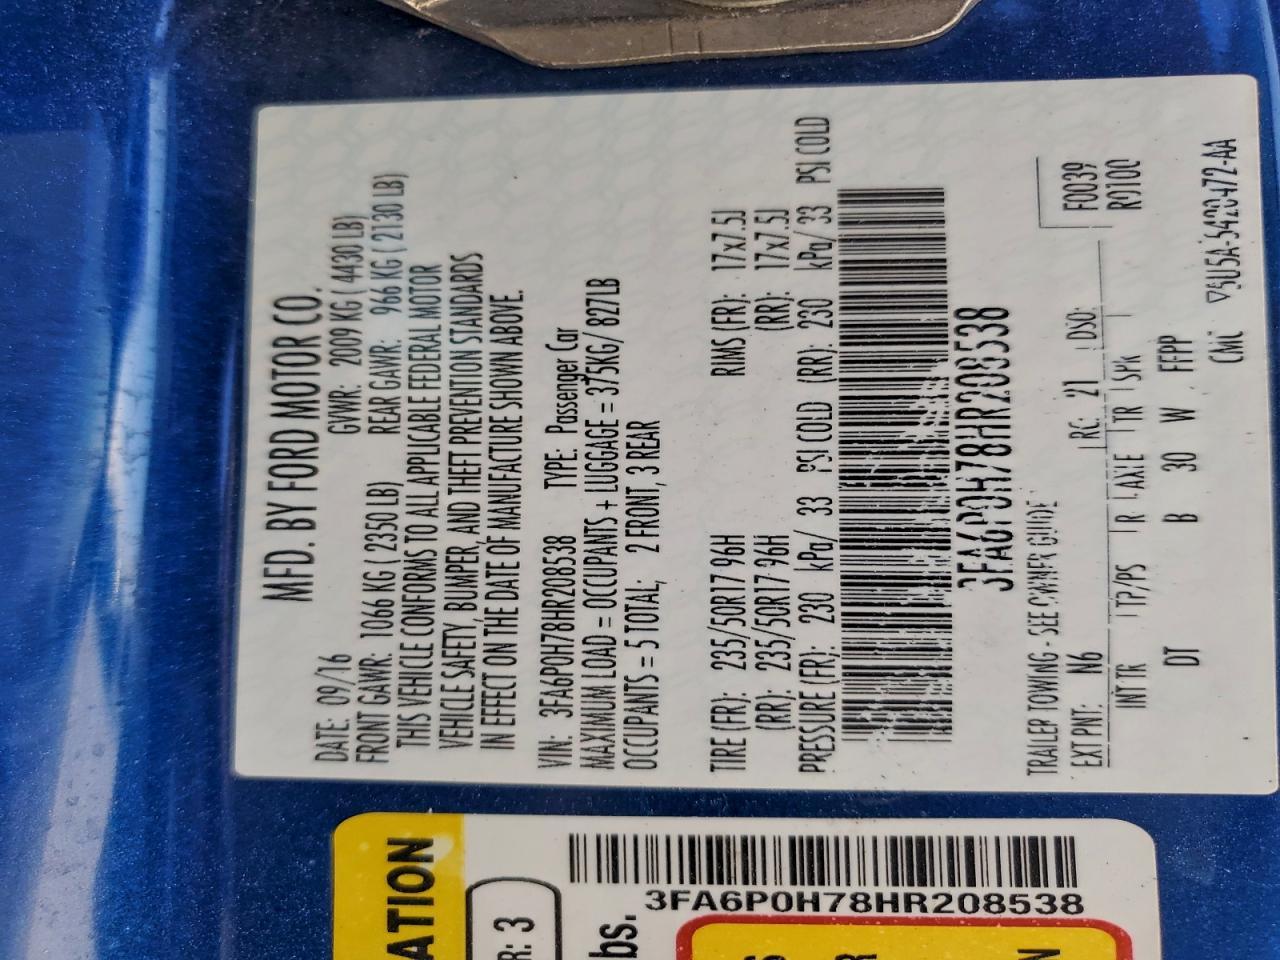 MFD. BY FORD MOTOR CO.
DATE: 09/16 GVWR: 2009 KG ( 4430 LB)
FRONT GAWR: 1066 KG ( 2350 LB) REAR GAWR: 966 KG ( 2130 LB)
THIS VEHICLE CONFORMS TO ALL APPLICABLE FEDERAL MOTOR
VEHICLE SAFETY, BUMPER, AND THEFT PREVENTION STANDARDS
IN EFFECT ON THE DATE OF MANUFACTURE SHOWN ABOVE.
VIN: 3FA6P0H78HR208538 TYPE: Passenger Car
MAXIMUM LOAD = OCCUPANTS + LUGGAGE = 375KG/ 827LB
OCCUPANTS = 5 TOTAL; 2 FRONT, 3 REAR
TIRE (FR): 235/50R17 96H RIMS (FR): 17x7.5J
(RR): 235/50R17 96H (RR): 17x7.5J
PRESSURE (FR): 230 kPa/ 33 PSI COLD (RR): 230 kPa/ 33 PSI COLD
3FA6P0H78HR208538
TRAILER TOWING - SEE OWNER GUIDE
F0039
EXT PNT: N6 RC: 21 DSO: R0100
INT TR TP/PS R AXLE TR SPR
DT B 30 W FFPP
CMC
ATION
R: 3
bs.
3FA6P0H78HR208538